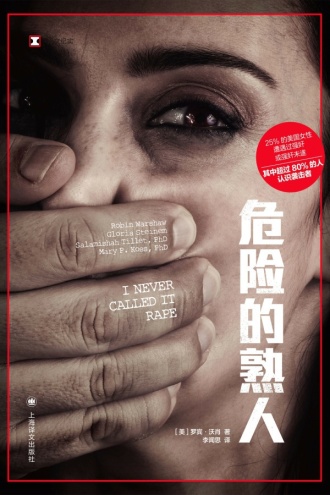 25% 的美国女性
遭遇过强奸
或强奸未遂
其中超过 80% 的人
认识袭击者
Robin Warshaw
Gloria Steinem
Salamishah Tillet, PhD
Mary P. Koss, PhD
I NEVER
CALLED IT
RAPE
危险的熟人
[美] 罗宾·沃肖 著
李闻思 译
上海译文出版社